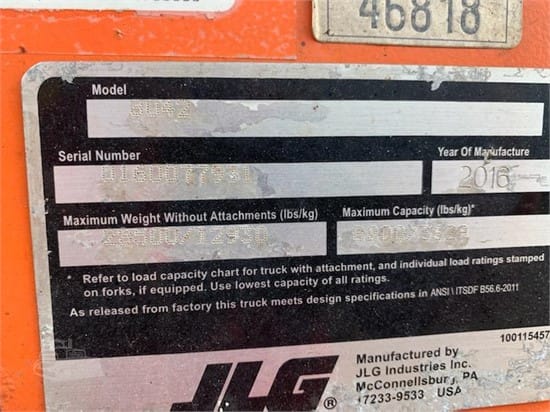 46818
Model
Serial Number
Year Of Manufacture
2016
Maximum Weight Without Attachments (lbs/kg)
Maximum Capacity (lbs/kg)*
* Refer to load capacity chart for truck with attachment, and individual load ratings stamped
on forks, if equipped. Use lowest capacity of all ratings.
As released from factory this truck meets design specifications in ANSI \ ITSDF B56.6-2011
100115457
JLG ®
Manufactured by
JLG Industries Inc.
McConnellsburg, PA
17233-9533 USA